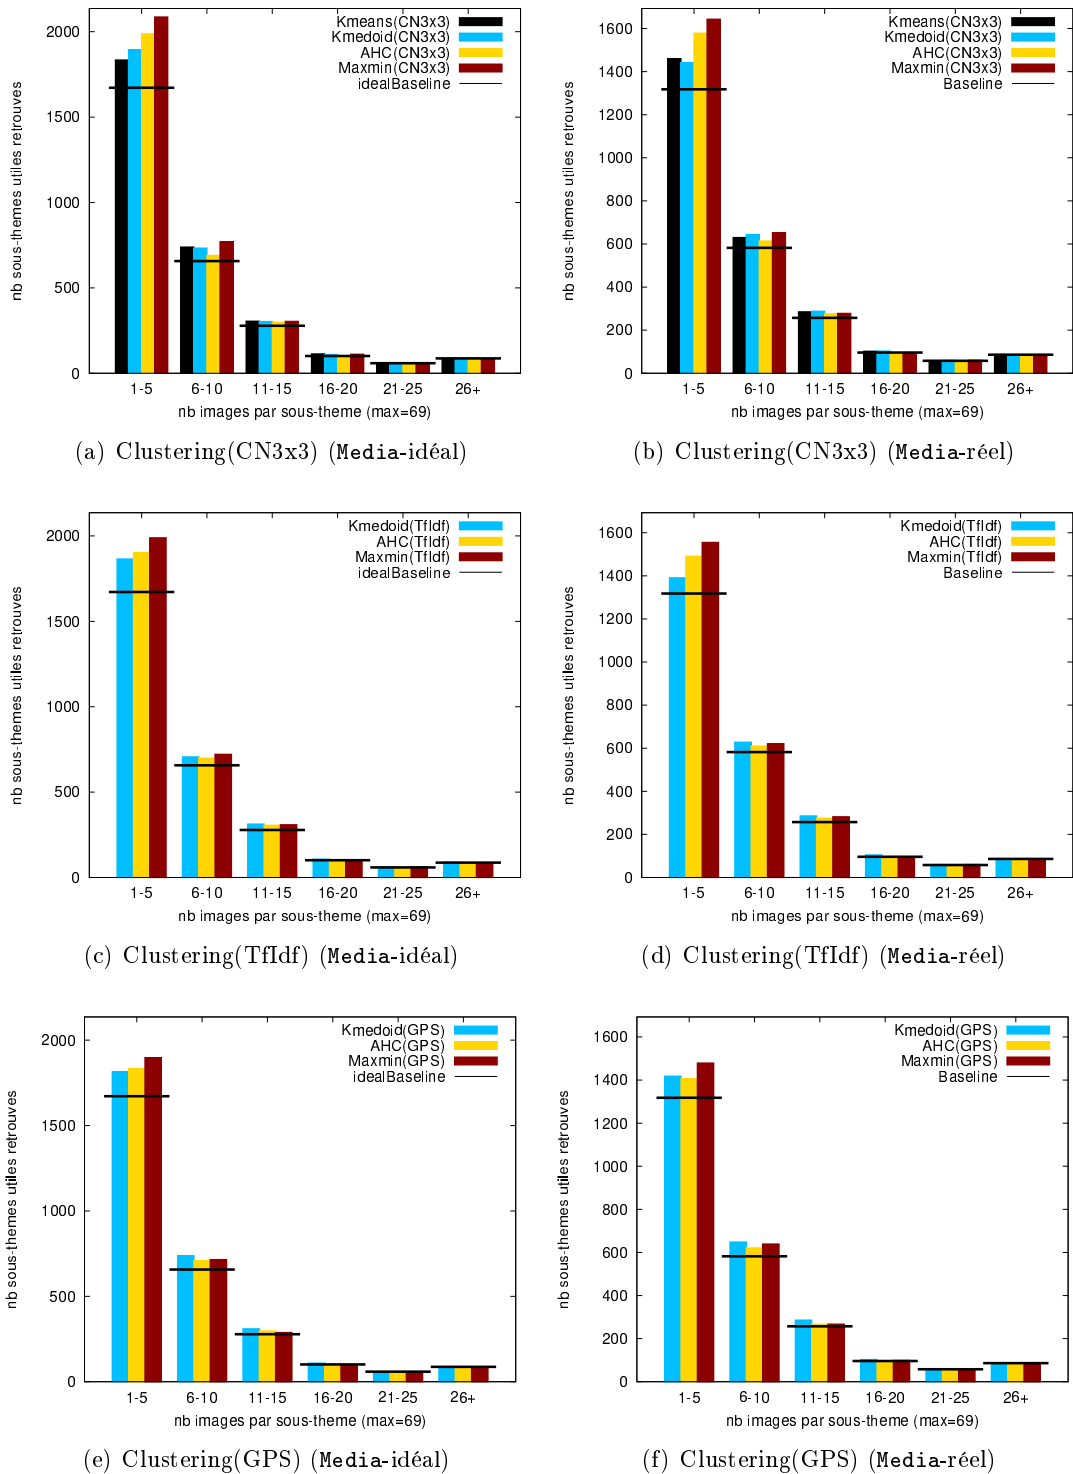 Kmeans(CN3x3)
Kmedoid(CN3x3)
AHC(CN3x3)
Maxmin(CN3x3)
idealBaseline
nb sous-themes utiles retrouves
2000
1500
1000
500
0
1-5 6-10 11-15 16-20 21-25 26+
nb images par sous-theme (max=69)
(a) Clustering(CN3x3) (Media-idéal)
Kmeans(CN3x3)
Kmedoid(CN3x3)
AHC(CN3x3)
Maxmin(CN3x3)
Baseline
nb sous-themes utiles retrouves
1600
1400
1200
1000
800
600
400
200
0
1-5 6-10 11-15 16-20 21-25 26+
nb images par sous-theme (max=69)
(b) Clustering(CN3x3) (Media-réel)
Kmedoid(TfIdf)
AHC(TfIdf)
Maxmin(TfIdf)
idealBaseline
nb sous-themes utiles retrouves
2000
1500
1000
500
0
1-5 6-10 11-15 16-20 21-25 26+
nb images par sous-theme (max=69)
(c) Clustering(TfIdf) (Media-idéal)
Kmedoid(TfIdf)
AHC(TfIdf)
Maxmin(TfIdf)
Baseline
nb sous-themes utiles retrouves
1600
1400
1200
1000
800
600
400
200
0
1-5 6-10 11-15 16-20 21-25 26+
nb images par sous-theme (max=69)
(d) Clustering(TfIdf) (Media-réel)
Kmedoid(GPS)
AHC(GPS)
Maxmin(GPS)
idealBaseline
nb sous-themes utiles retrouves
2000
1500
1000
500
0
1-5 6-10 11-15 16-20 21-25 26+
nb images par sous-theme (max=69)
(e) Clustering(GPS) (Media-idéal)
Kmedoid(GPS)
AHC(GPS)
Maxmin(GPS)
Baseline
nb sous-themes utiles retrouves
1600
1400
1200
1000
800
600
400
200
0
1-5 6-10 11-15 16-20 21-25 26+
nb images par sous-theme (max=69)
(f) Clustering(GPS) (Media-réel)